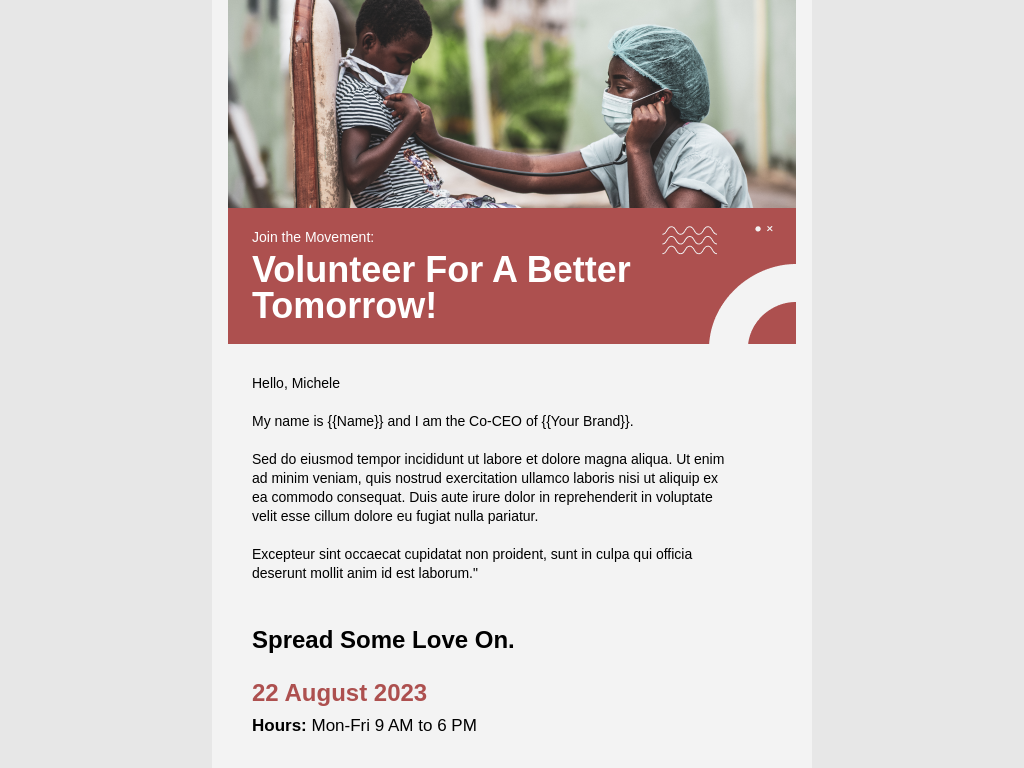 Join the Movement:
Volunteer For A Better
Tomorrow!
Hello, Michele
My name is {{Name}} and I am the Co-CEO of {{Your Brand}}.
Sed do eiusmod tempor incididunt ut labore et dolore magna aliqua. Ut enim
ad minim veniam, quis nostrud exercitation ullamco laboris nisi ut aliquip ex
ea commodo consequat. Duis aute irure dolor in reprehenderit in voluptate
velit esse cillum dolore eu fugiat nulla pariatur.
Excepteur sint occaecat cupidatat non proident, sunt in culpa qui officia
deserunt mollit anim id est laborum."
Spread Some Love On.
22 August 2023
Hours: Mon-Fri 9 AM to 6 PM